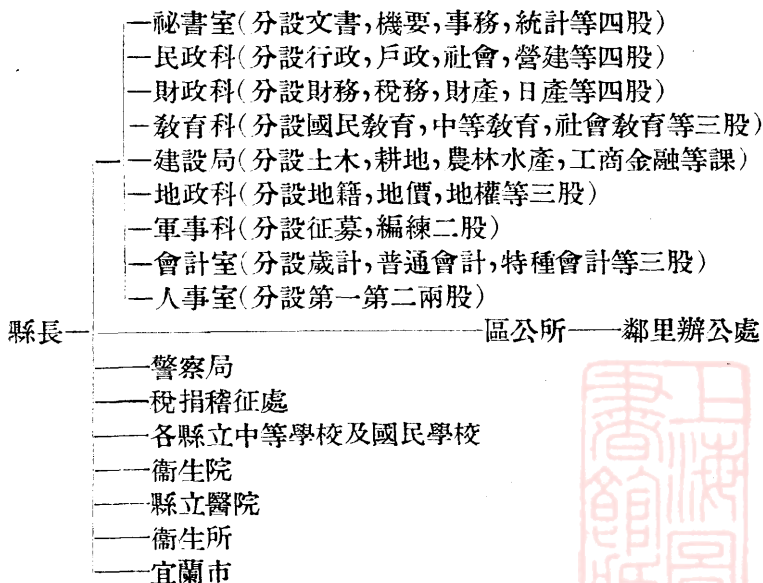 祕書室(分設文書,機要,事務,統計等四股)
民政科(分設行政,戶政,社會,營建等四股)
財政科(分設財務,稅務,財產,日產等四股)
敎育科(分設國民敎育,中等敎育,社會敎育等三股)
建設局(分設土木,耕地,農林水產,工商金融等課)
地政科(分設地籍,地價,地權等三股)
軍事科(分設征募,編練二股)
會計室(分設歲計,普通會計,特種會計等三股)
人事室(分設第一第二兩股)
縣長 區公所 鄰里辦公處
警察局
稅捐稽征處
各縣立中等學校及國民學校
衞生院
縣立醫院
衞生所
宜蘭市